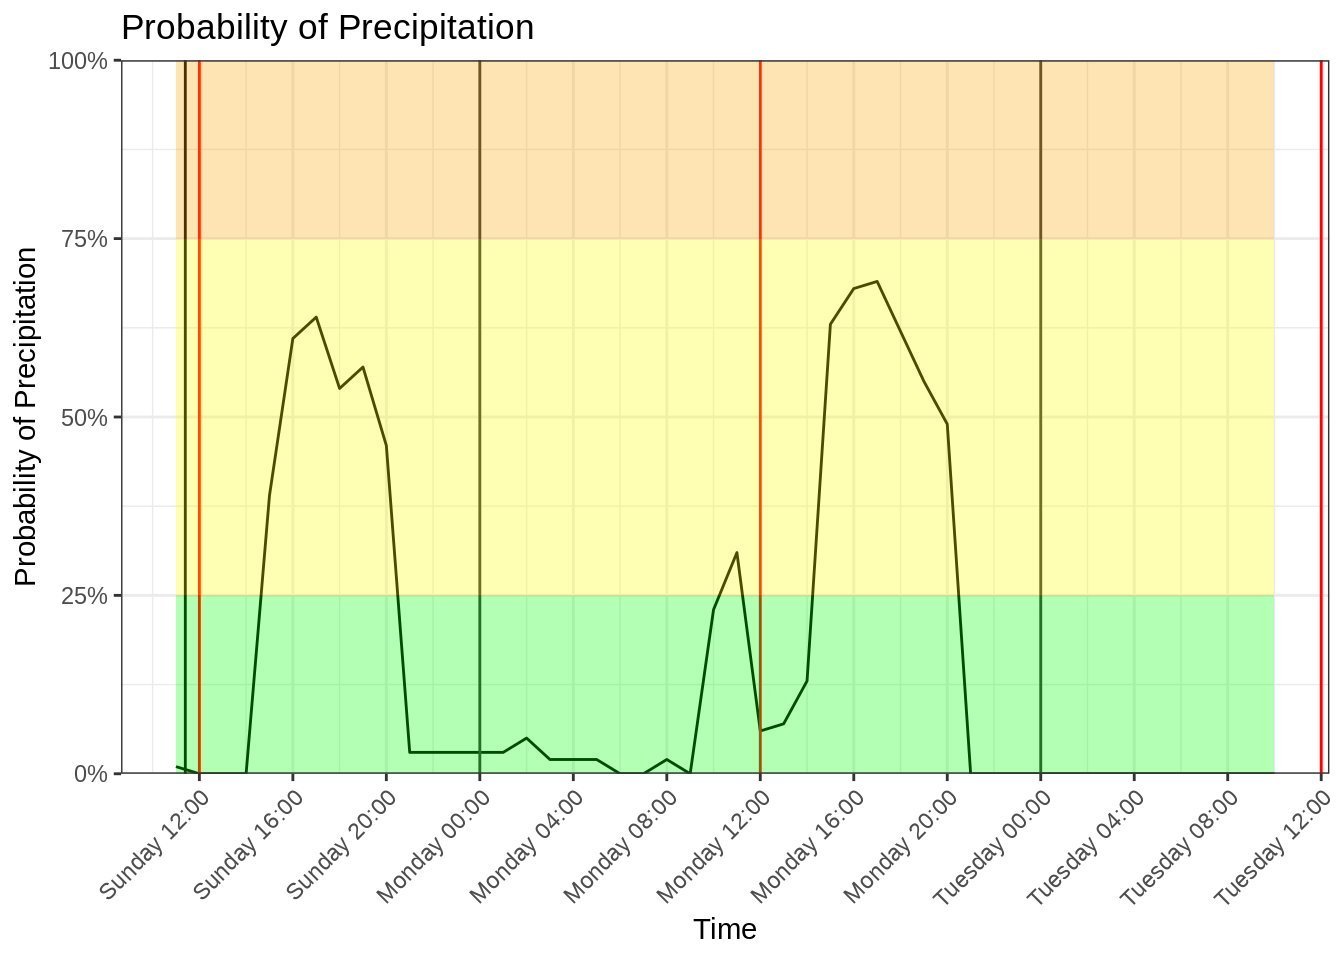 Probability of Precipitation
Probability of Precipitation
100%
75%
50%
25%
0%
Sunday 12:00
Sunday 16:00
Sunday 20:00
Monday 00:00
Monday 04:00
Monday 08:00
Monday 12:00
Monday 16:00
Monday 20:00
Tuesday 00:00
Tuesday 04:00
Tuesday 08:00
Tuesday 12:00
Time